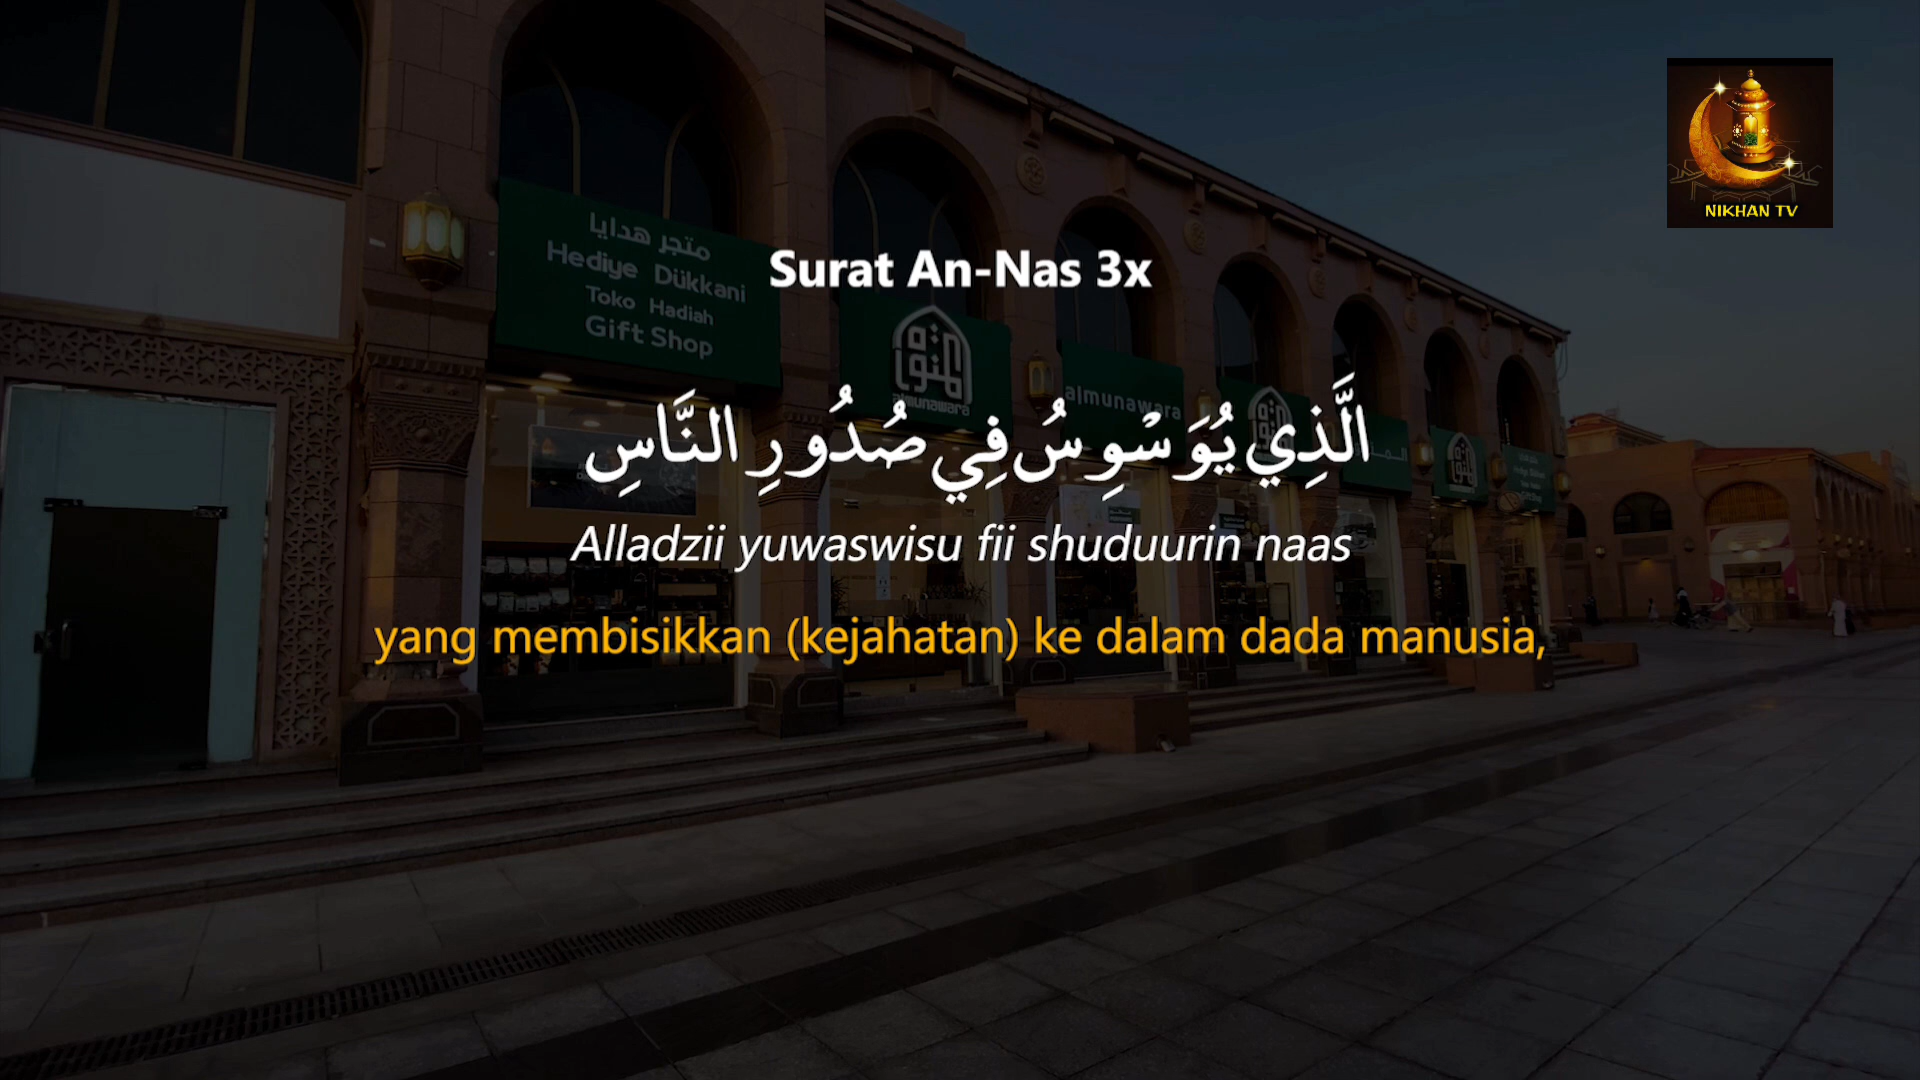 NIKHAN TV
متجر هدايا
Hediye Dükkani
Toko Hadiah
Gift Shop
Surat An-Nas 3x
almunawara
almunawara
الَّذِي يُوَسْوِسُ فِي صُدُورِ النَّاسِ
Alladzii yuwaswisu fii shuduurin naas
yang membisikkan (kejahatan) ke dalam dada manusia,